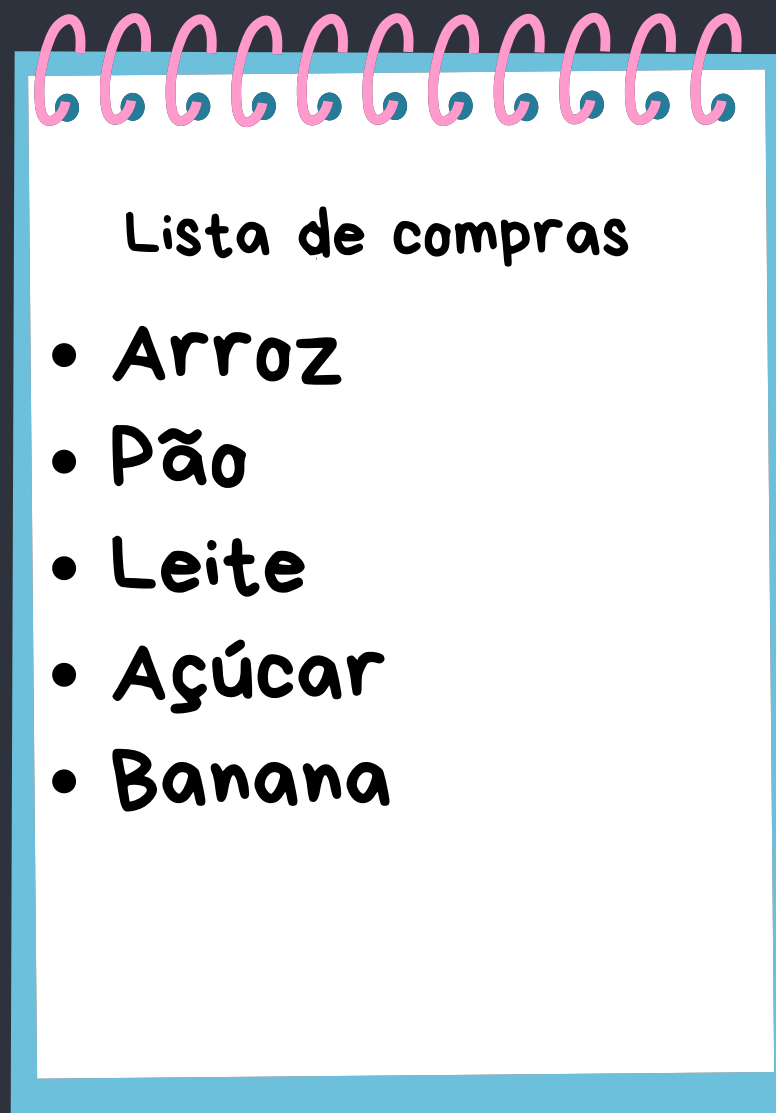 Lista de compras
• Arroz
• Pão
• Leite
• Açúcar
• Banana